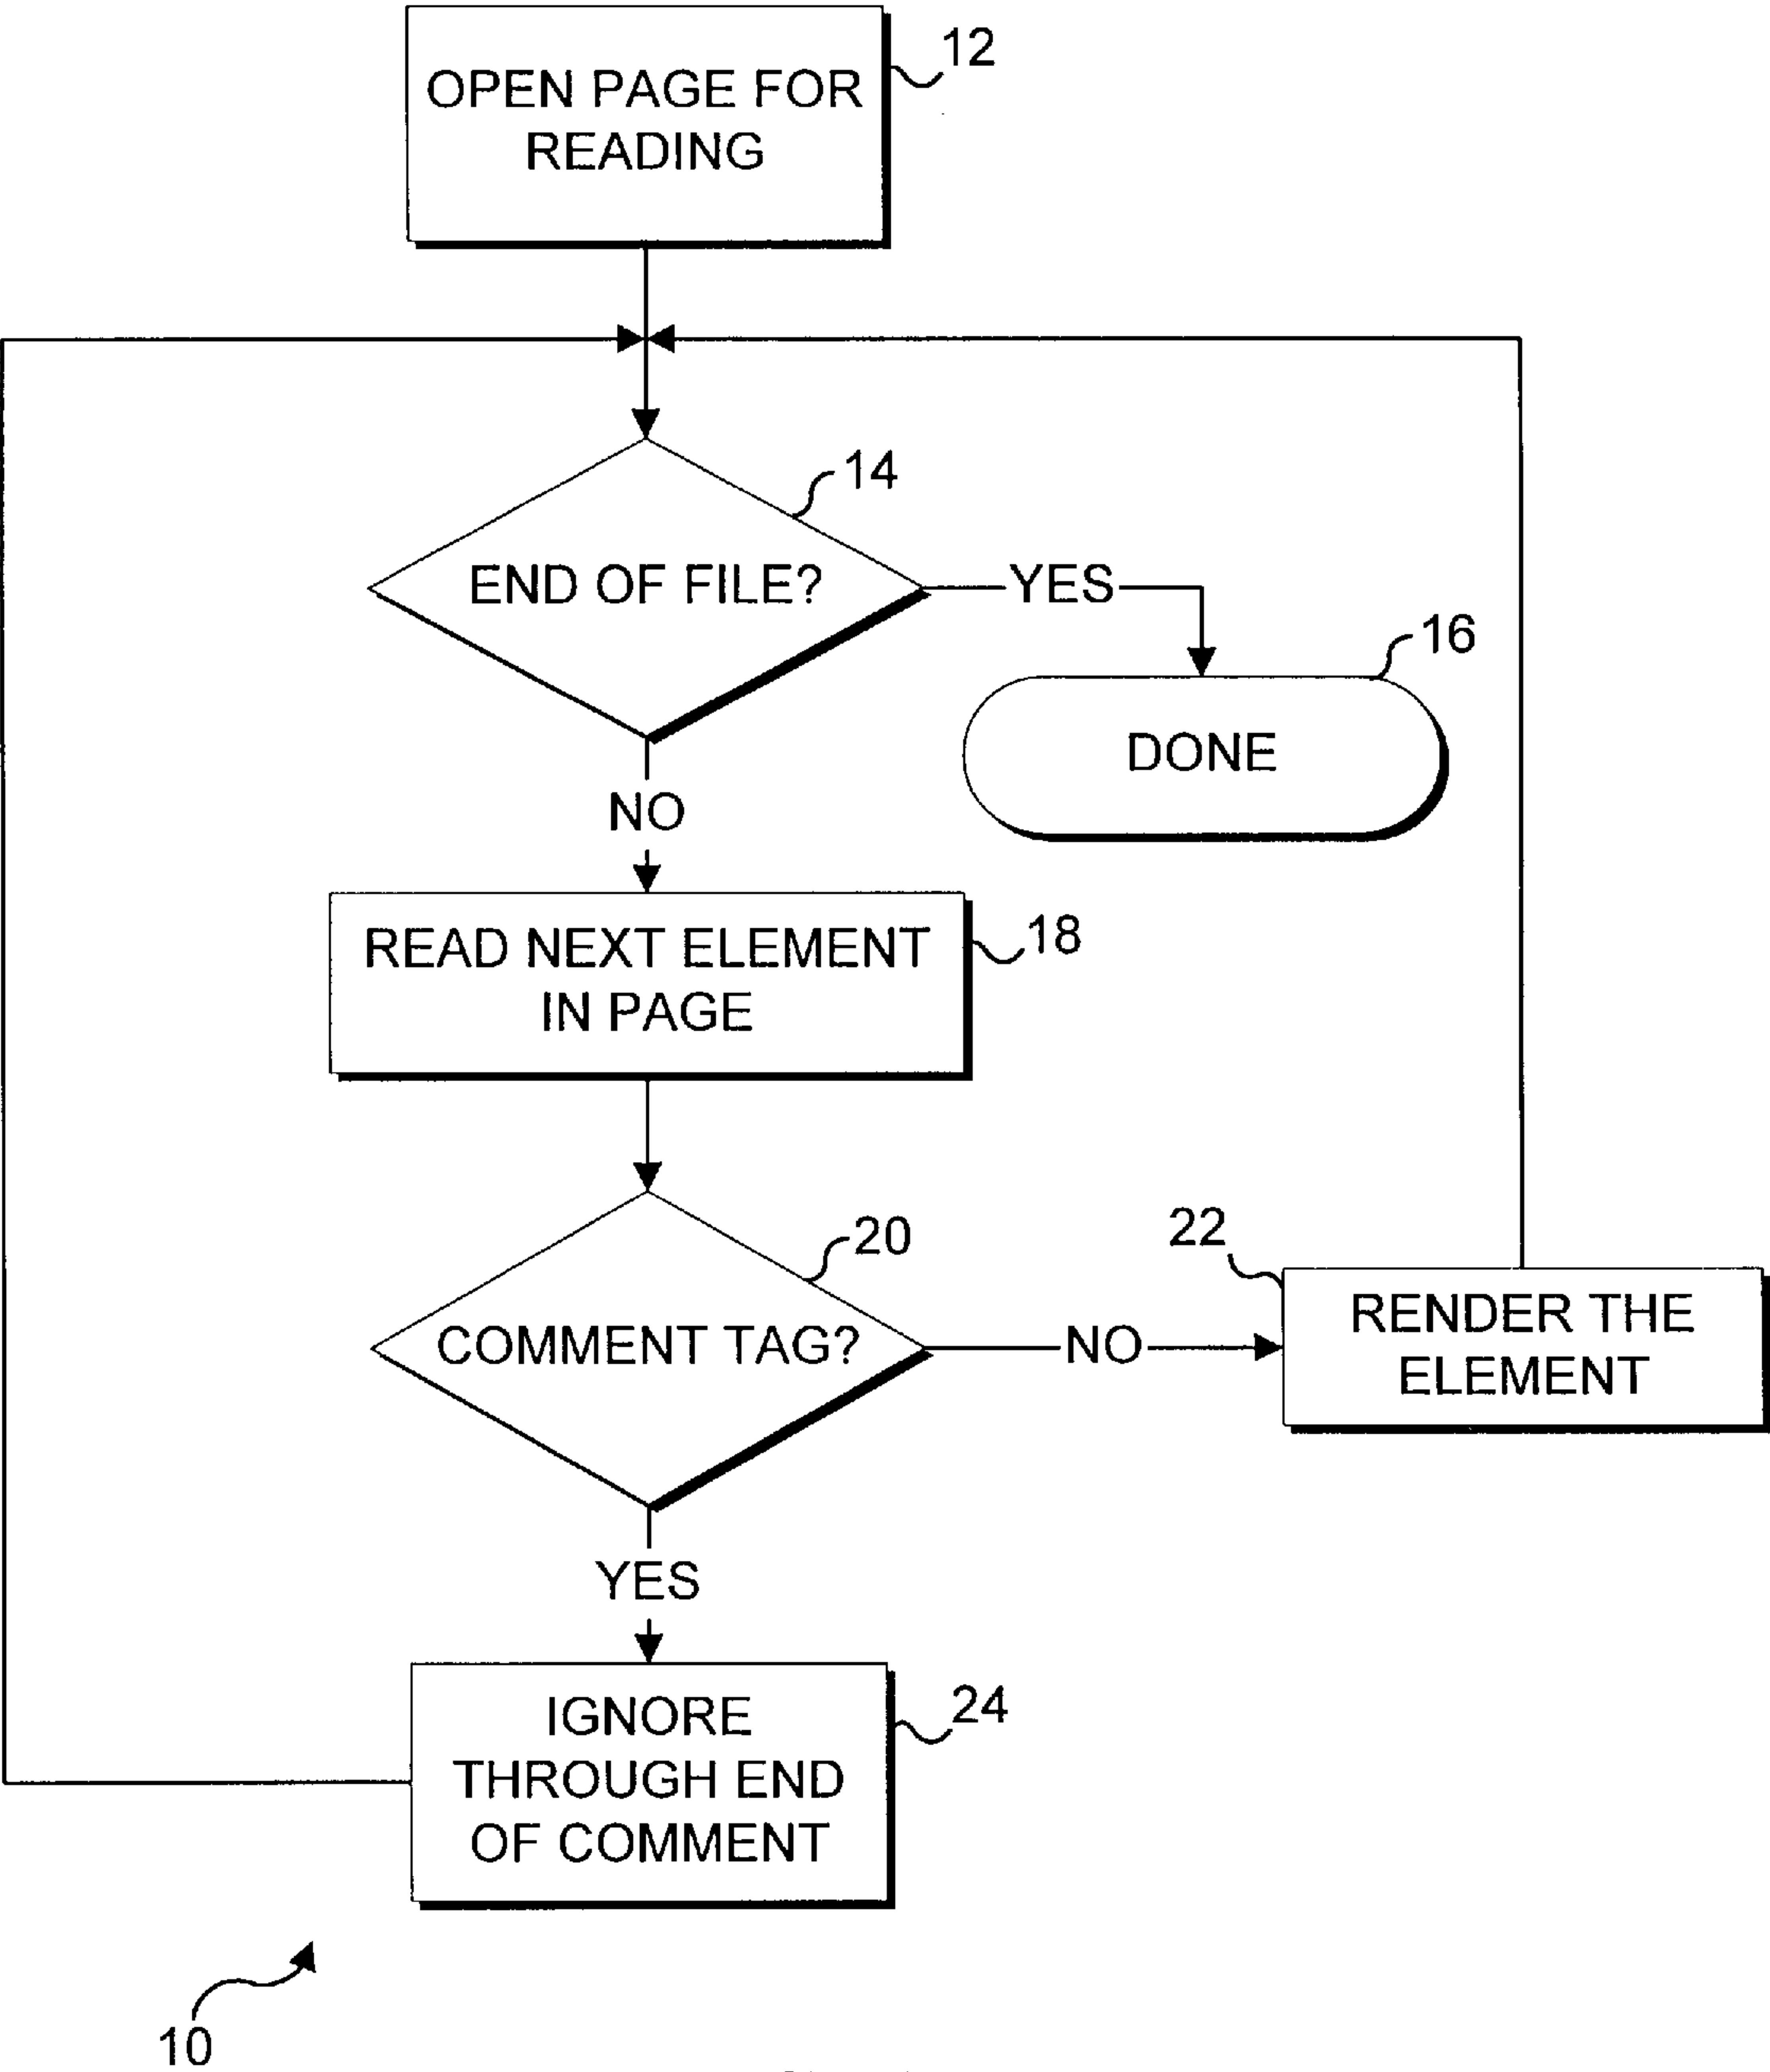 12
OPEN PAGE FOR
READING
14
END OF FILE?
YES
16
DONE
NO
READ NEXT ELEMENT
IN PAGE
18
20
COMMENT TAG?
NO
22
RENDER THE
ELEMENT
YES
IGNORE
THROUGH END
OF COMMENT
24
10